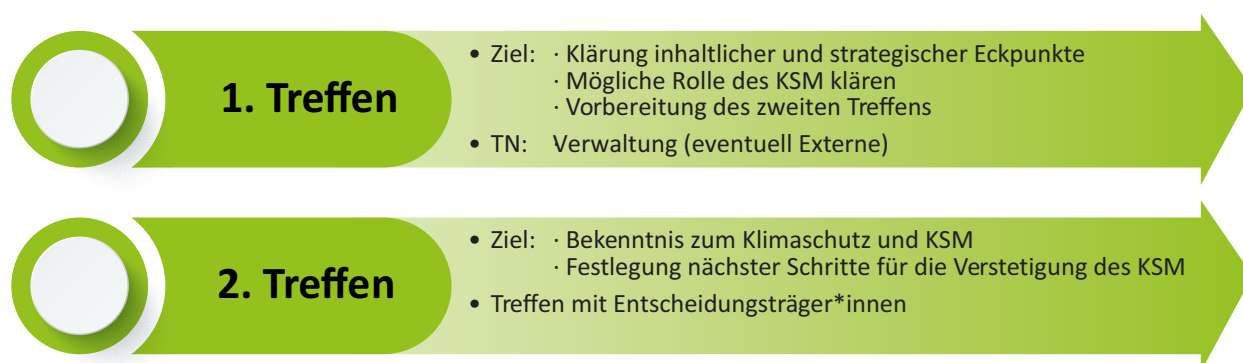 1. Treffen
• Ziel: · Klärung inhaltlicher und strategischer Eckpunkte
· Mögliche Rolle des KSM klären
· Vorbereitung des zweiten Treffens
• TN: Verwaltung (eventuell Externe)
2. Treffen
• Ziel: · Bekenntnis zum Klimaschutz und KSM
· Festlegung nächster Schritte für die Verstetigung des KSM
• Treffen mit Entscheidungsträger*innen